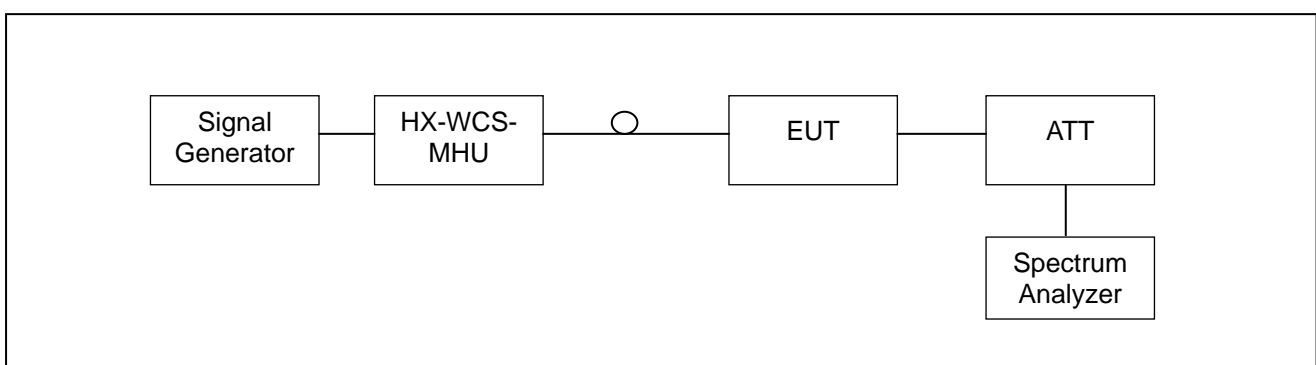 Signal
Generator
HX-WCS-
MHU
EUT
ATT
Spectrum
Analyzer